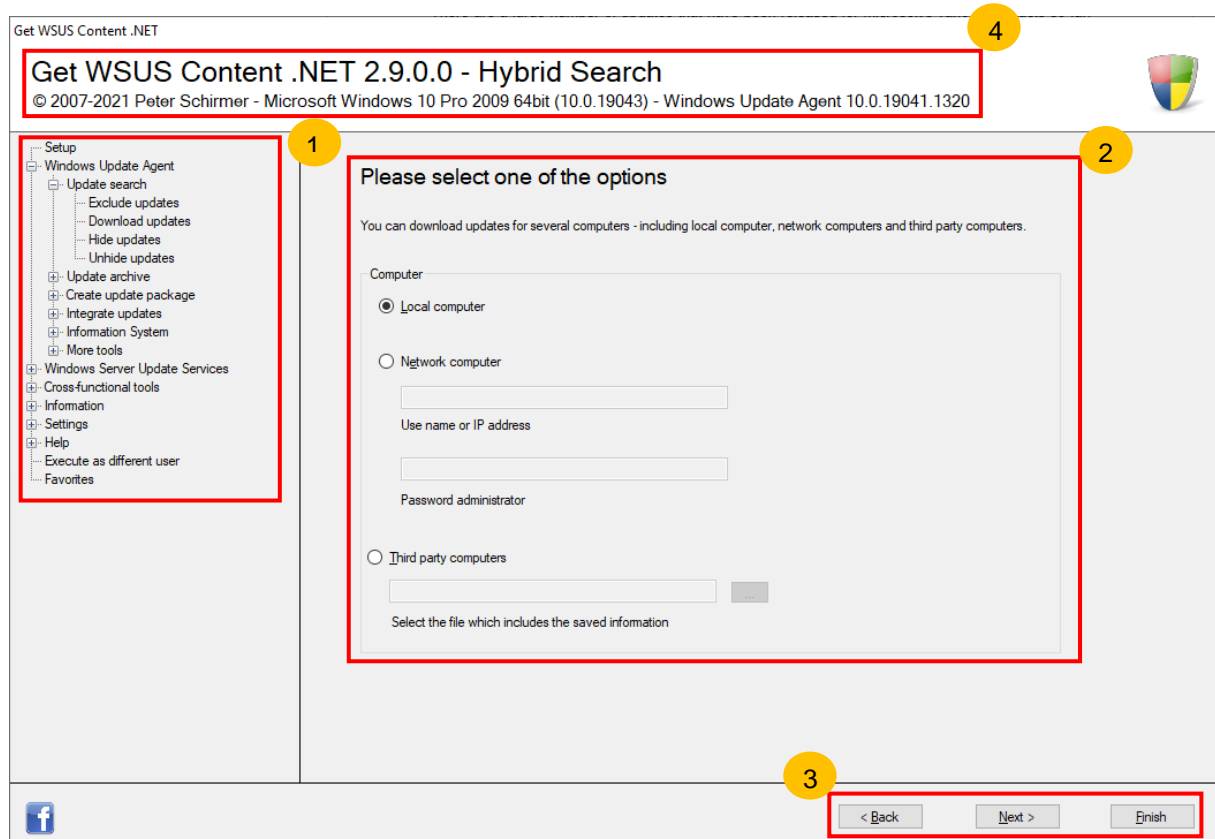 Get WSUS Content .NET
4
Get WSUS Content .NET 2.9.0.0 - Hybrid Search
© 2007-2021 Peter Schirmer - Microsoft Windows 10 Pro 2009 64bit (10.0.19043) - Windows Update Agent 10.0.19041.1320
1
Setup
Windows Update Agent
Update search
Exclude updates
Download updates
Hide updates
Unhide updates
Update archive
Create update package
Integrate updates
Information System
More tools
Windows Server Update Services
Cross-functional tools
Information
Settings
Help
Execute as different user
Favorites
2
Please select one of the options
You can download updates for several computers - including local computer, network computers and third party computers.
Computer
Local computer
Network computer
Use name or IP address
Password administrator
Third party computers
...
Select the file which includes the saved information
3
f
< Back
Next >
Finish